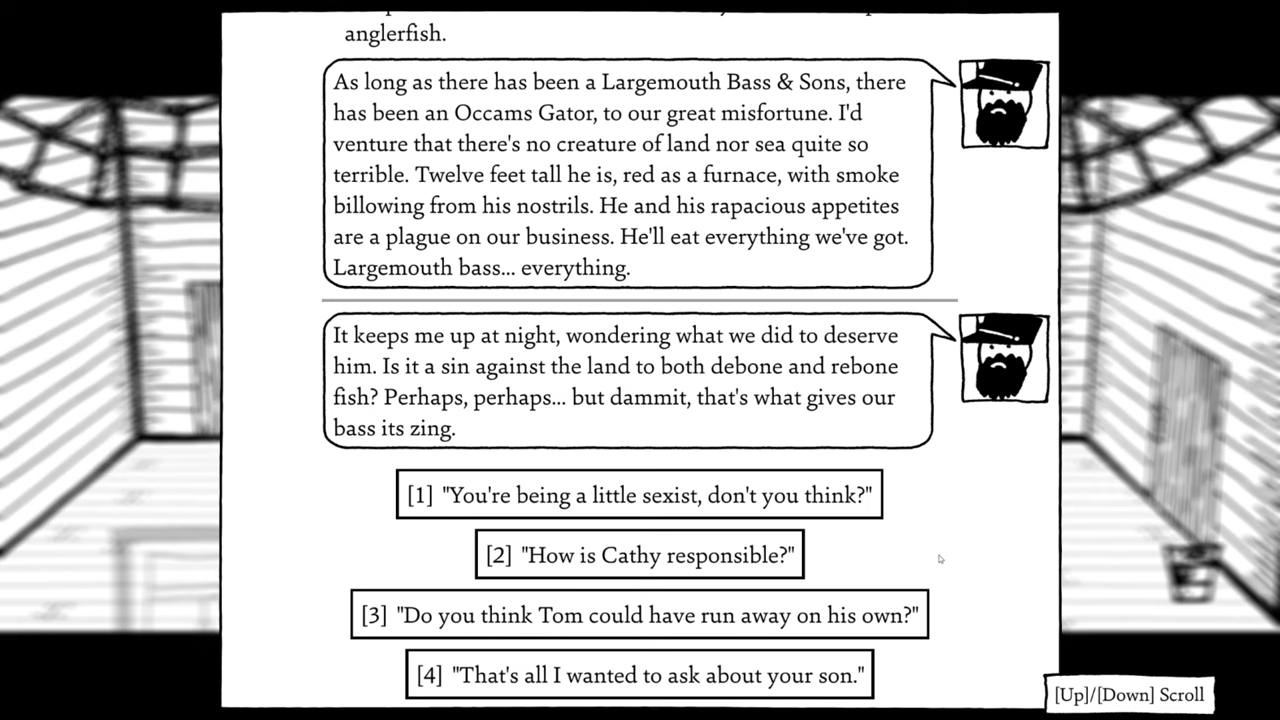 anglerfish.
As long as there has been a Largemouth Bass & Sons, there
has been an Occams Gator, to our great misfortune. I'd
venture that there's no creature of land nor sea quite so
terrible. Twelve feet tall he is, red as a furnace, with smoke
billowing from his nostrils. He and his rapacious appetites
are a plague on our business. He'll eat everything we've got.
Largemouth bass... everything.
It keeps me up at night, wondering what we did to deserve
him. Is it a sin against the land to both debone and rebone
fish? Perhaps, perhaps... but dammit, that's what gives our
bass its zing.
[1] "You're being a little sexist, don't you think?"
[2] "How is Cathy responsible?"
[3] "Do you think Tom could have run away on his own?"
[4] "That's all I wanted to ask about your son."
[Up]/[Down] Scroll